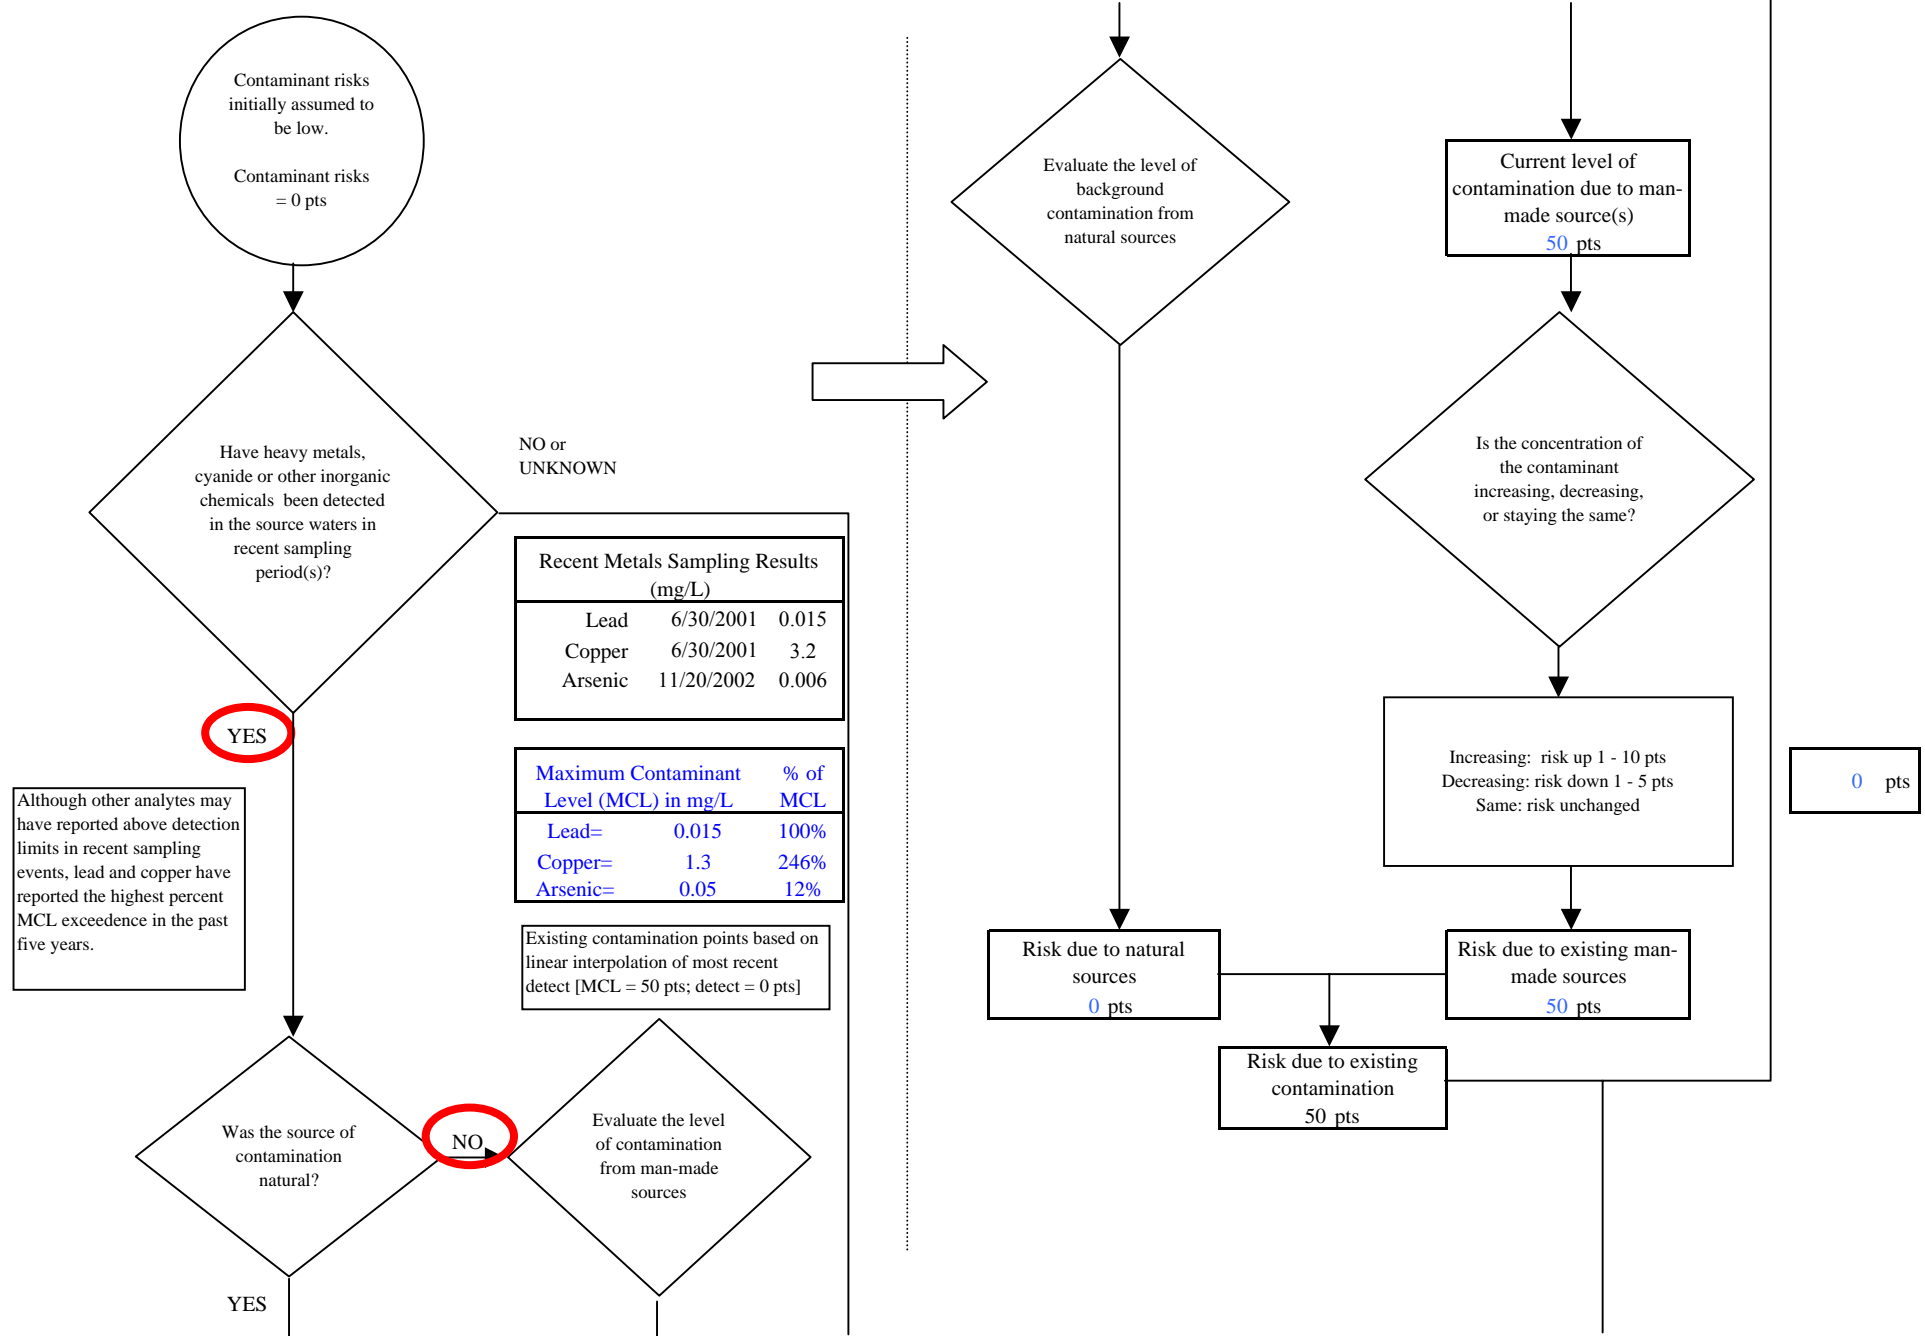 Contaminant risks
initially assumed to
be low.
Contaminant risks
= 0 pts
Have heavy metals,
cyanide or other inorganic
chemicals been detected
in the source waters in
recent sampling
period(s)?
NO or
UNKNOWN
YES
Recent Metals Sampling Results
(mg/L)
Lead 6/30/2001 0.015
Copper 6/30/2001 3.2
Arsenic 11/20/2002 0.006
Maximum Contaminant % of
Level (MCL) in mg/L MCL
Lead= 0.015 100%
Copper= 1.3 246%
Arsenic= 0.05 12%
Although other analytes may
have reported above detection
limits in recent sampling
events, lead and copper have
reported the highest percent
MCL exceedence in the past
five years.
Existing contamination points based on
linear interpolation of most recent
detect [MCL = 50 pts; detect = 0 pts]
Was the source of
contamination
natural?
NO
Evaluate the level
of contamination
from man-made
sources
YES
Evaluate the level of
background
contamination from
natural sources
Current level of
contamination due to man-
made source(s)
50 pts
Is the concentration of
the contaminant
increasing, decreasing,
or staying the same?
Increasing: risk up 1 - 10 pts
Decreasing: risk down 1 - 5 pts
Same: risk unchanged
0 pts
Risk due to natural
sources
0 pts
Risk due to existing man-
made sources
50 pts
Risk due to existing
contamination
50 pts